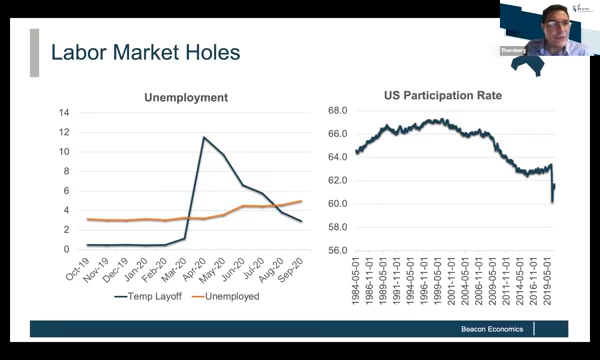 Labor Market Holes
Unemployment
14
12
10
8
6
4
2
0
Oct-19
Nov-19
Dec-19
Jan-20
Feb-20
Mar-20
Apr-20
May-20
Jun-20
Jul-20
Aug-20
Sep-20
Temp Layoff
Unemployed
US Participation Rate
68.0
66.0
64.0
62.0
60.0
58.0
56.0
1984-05-01
1986-11-01
1989-05-01
1991-11-01
1994-05-01
1996-11-01
1999-05-01
2001-11-01
2004-05-01
2006-11-01
2009-05-01
2011-11-01
2014-05-01
2016-11-01
2019-05-01
Beacon Economics